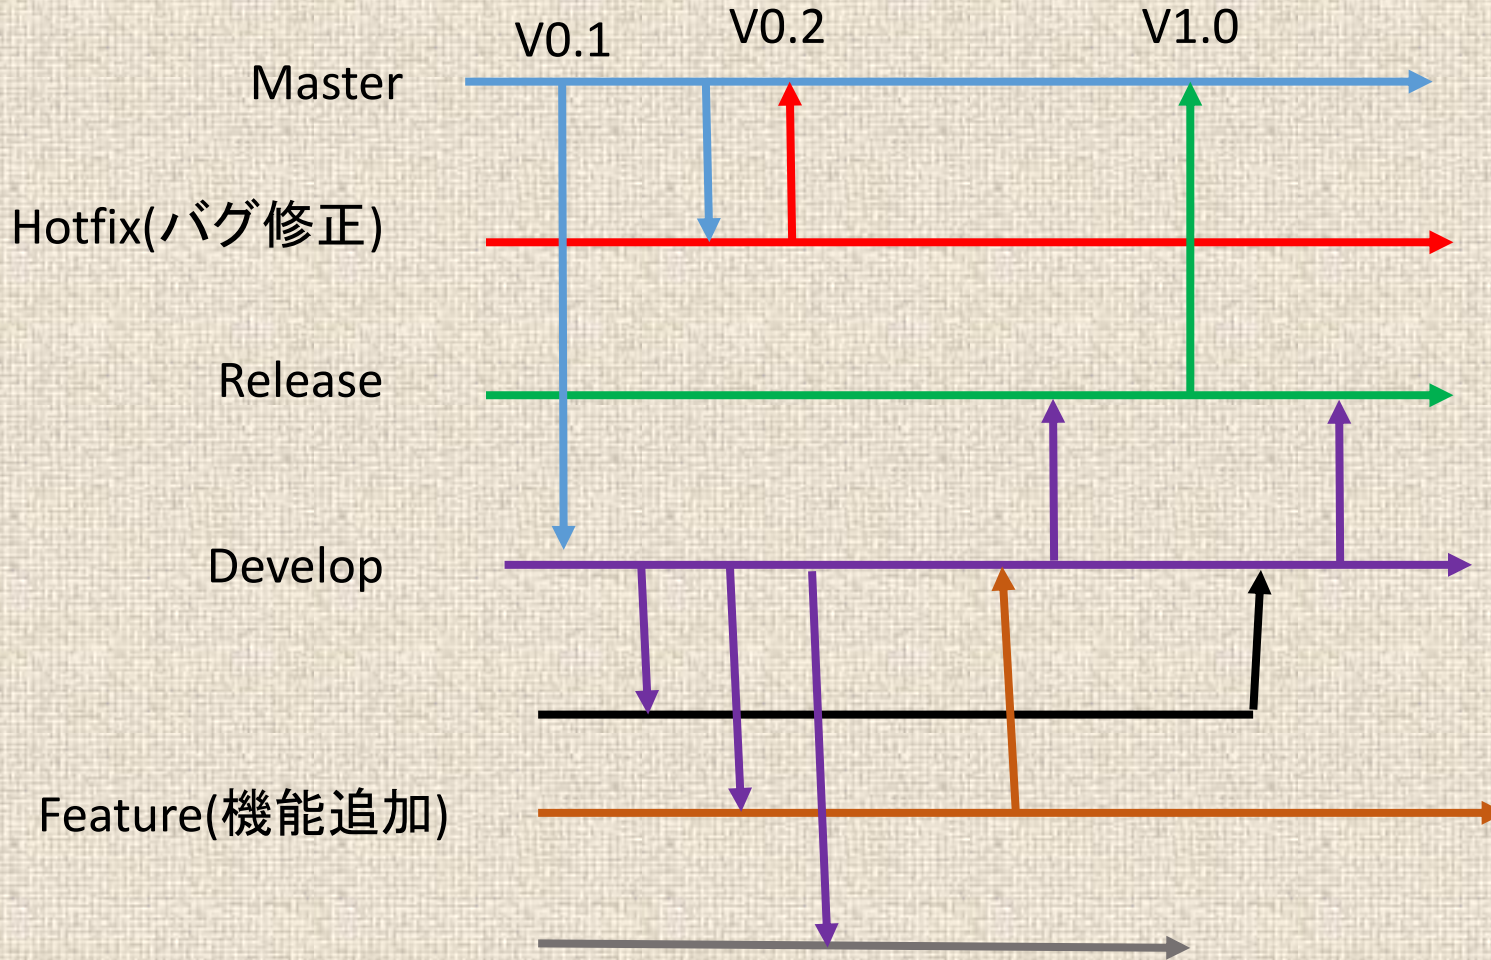 V0.1
V0.2
V1.0
Master
Hotfix(バグ修正)
Release
Develop
Feature(機能追加)